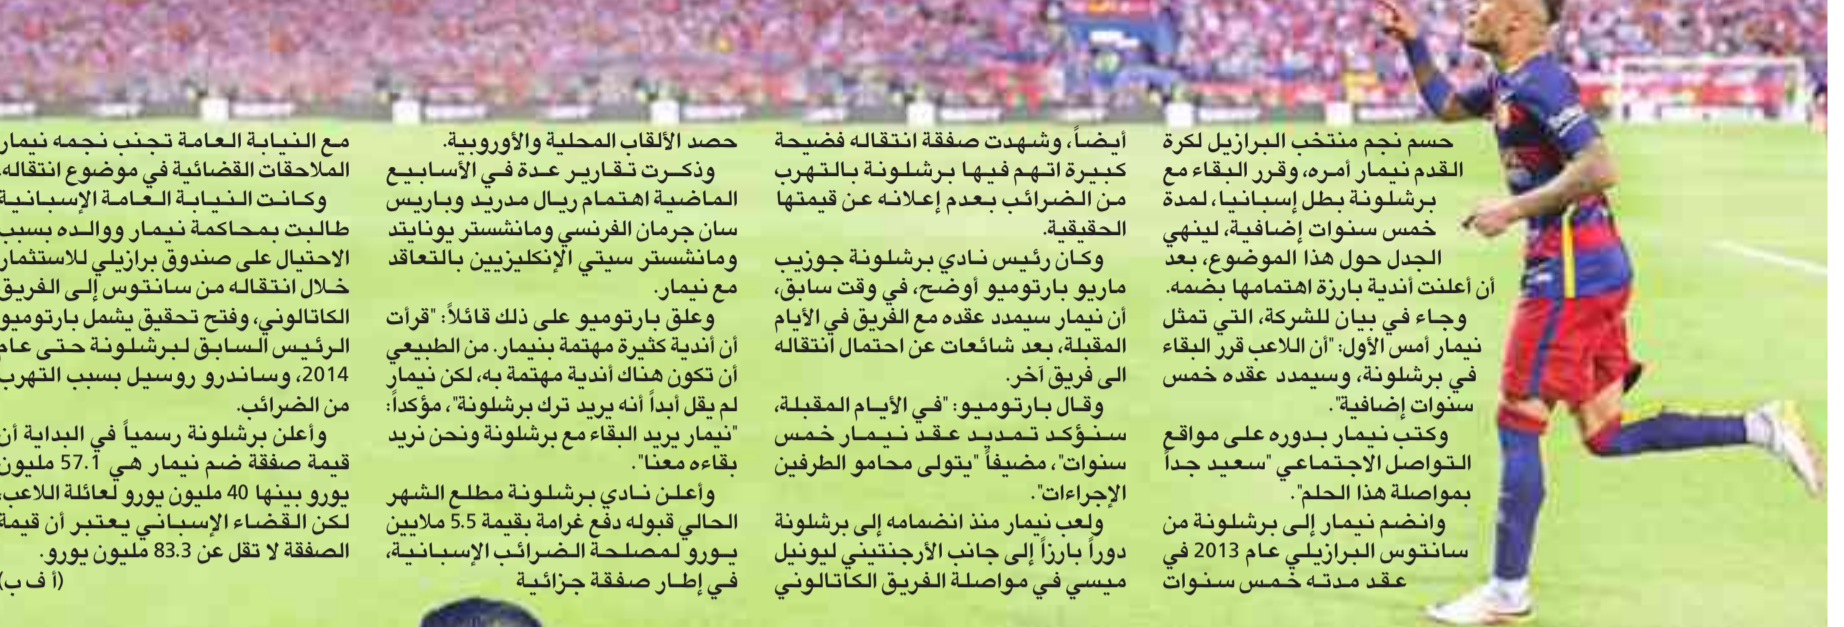 حسم نجم منتخب البرازيل لكرة
القدم نيمار أمره، وقرر البقاء مع
برشلونة بطل إسبانيا، لمدة
خمس سنوات إضافية، لينهي
الجدل حول هذا الموضوع، بعد
أن أعلنت أندية بارزة اهتمامها بضمه.
وجاء في بيان للشركة، التي تمثل
نيمار أمس الأول: "أن اللاعب قرر البقاء
في برشلونة، وسيمدد عقده خمس
سنوات إضافية".
وكتب نيمار بدوره على مواقع
التواصل الاجتماعي "سعيد جداً
بمواصلة هذا الحلم".
وانضم نيمار إلى برشلونة من
سانتوس البرازيلي عام 2013 في
عقد مدته خمس سنوات
أيضاً، وشهدت صفقة انتقاله فضيحة
كبيرة اتهم فيها برشلونة بالتهرب
من الضرائب بعدم إعلانه عن قيمتها
الحقيقية.
وكان رئيس نادي برشلونة جوزيب
ماريو بارتوميو أوضح، في وقت سابق،
أن نيمار سيمدد عقده مع الفريق في الأيام
المقبلة، بعد شائعات عن احتمال انتقاله
الى فريق آخر.
وقال بارتوميو: "في الأيام المقبلة،
سنؤكد تمديد عقد نيمار خمس
سنوات"، مضيفاً "يتولى محامو الطرفين
الإجراءات".
ولعب نيمار منذ انضمامه إلى برشلونة
دوراً بارزاً إلى جانب الأرجنتيني ليونيل
ميسي في مواصلة الفريق الكاتالوني
حصد الألقاب المحلية والأوروبية.
وذكرت تقارير عدة في الأسابيع
الماضية اهتمام ريال مدريد وباريس
سان جرمان الفرنسي ومانشستر يونايتد
ومانشستر سيتي الإنكليزيين بالتعاقد
مع نيمار.
وعلق بارتوميو على ذلك قائلاً: "قرأت
أن أندية كثيرة مهتمة بنيمار. من الطبيعي
أن تكون هناك أندية مهتمة به، لكن نيمار
لم يقل أبداً أنه يريد ترك برشلونة"، مؤكداً:
"نيمار يريد البقاء مع برشلونة ونحن نريد
بقاءه معنا".
وأعلن نادي برشلونة مطلع الشهر
الحالي قبوله دفع غرامة بقيمة 5.5 ملايين
يورو لمصلحة الضرائب الإسبانية،
في إطار صفقة جزائية
مع النيابة العامة تجنب نجمه نيمار
الملاحقات القضائية في موضوع انتقاله.
وكانت النيابة العامة الإسبانية
طالبت بمحاكمة نيمار ووالده بسبب
الاحتيال على صندوق برازيلي للاستثمار
خلال انتقاله من سانتوس إلى الفريق
الكاتالوني، وفتح تحقيق يشمل بارتوميو
الرئيس السابق لبرشلونة حتى عام
2014، وساندرو روسيل بسبب التهرب
من الضرائب.
وأعلن برشلونة رسمياً في البداية أن
قيمة صفقة ضم نيمار هي 57.1 مليون
يورو بينها 40 مليون يورو لعائلة اللاعب،
لكن القضاء الإسباني يعتبر أن قيمة
الصفقة لا تقل عن 83.3 مليون يورو.
(أ ف ب)